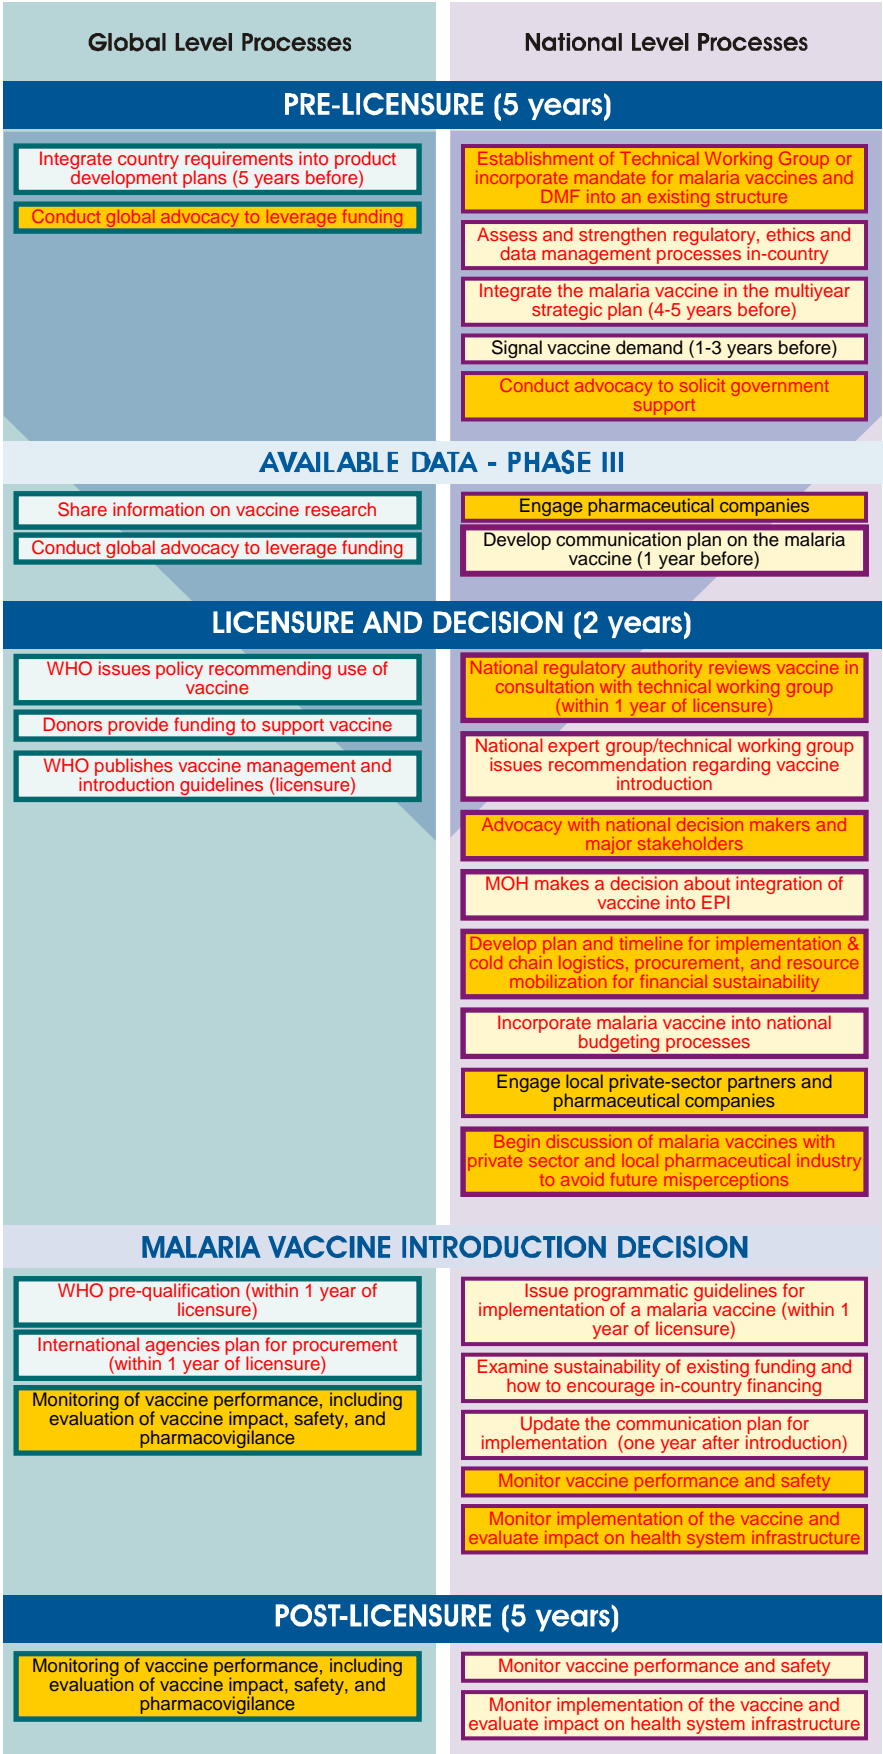 Global Level Processes
National Level Processes
PRE-LICENSURE (5 years)
Integrate country requirements into product
development plans (5 years before)
Conduct global advocacy to leverage funding
Establishment of Technical Working Group or
incorporate mandate for malaria vaccines and
DMF into an existing structure
Assess and strengthen regulatory, ethics and
data management processes in-country
Integrate the malaria vaccine in the multiyear
strategic plan (4-5 years before)
Signal vaccine demand (1-3 years before)
Conduct advocacy to solicit government
support
AVAILABLE DATA - PHASE III
Share information on vaccine research
Conduct global advocacy to leverage funding
Engage pharmaceutical companies
Develop communication plan on the malaria
vaccine (1 year before)
LICENSURE AND DECISION (2 years)
WHO issues policy recommending use of
vaccine
Donors provide funding to support vaccine
WHO publishes vaccine management and
introduction guidelines (licensure)
National regulatory authority reviews vaccine in
consultation with technical working group
(within 1 year of licensure)
National expert group/technical working group
issues recommendation regarding vaccine
introduction
Advocacy with national decision makers and
major stakeholders
MOH makes a decision about integration of
vaccine into EPI
Develop plan and timeline for implementation &
cold chain logistics, procurement, and resource
mobilization for financial sustainability
Incorporate malaria vaccine into national
budgeting processes
Engage local private-sector partners and
pharmaceutical companies
Begin discussion of malaria vaccines with
private sector and local pharmaceutical industry
to avoid future misperceptions
MALARIA VACCINE INTRODUCTION DECISION
WHO pre-qualification (within 1 year of
licensure)
International agencies plan for procurement
(within 1 year of licensure)
Monitoring of vaccine performance, including
evaluation of vaccine impact, safety, and
pharmacovigilance
Issue programmatic guidelines for
implementation of a malaria vaccine (within 1
year of licensure)
Examine sustainability of existing funding and
how to encourage in-country financing
Update the communication plan for
implementation (one year after introduction)
Monitor vaccine performance and safety
Monitor implementation of the vaccine and
evaluate impact on health system infrastructure
POST-LICENSURE (5 years)
Monitoring of vaccine performance, including
evaluation of vaccine impact, safety, and
pharmacovigilance
Monitor vaccine performance and safety
Monitor implementation of the vaccine and
evaluate impact on health system infrastructure